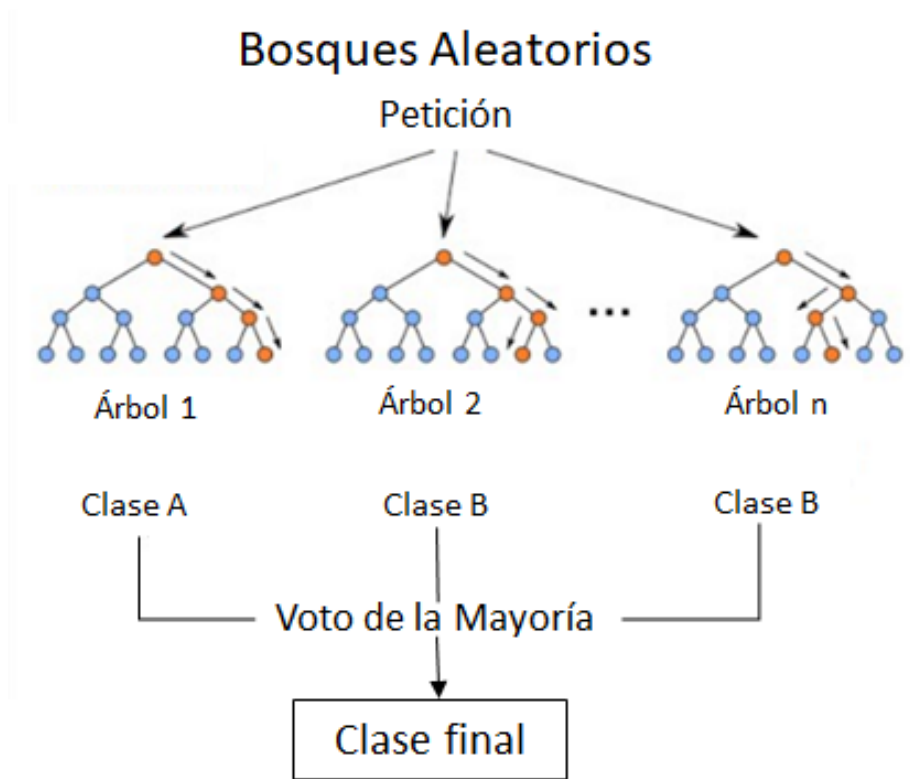 Bosques Aleatorios
Petición
...
Árbol 1 Árbol 2 Árbol n
Clase A Clase B Clase B
Voto de la Mayoría
Clase final